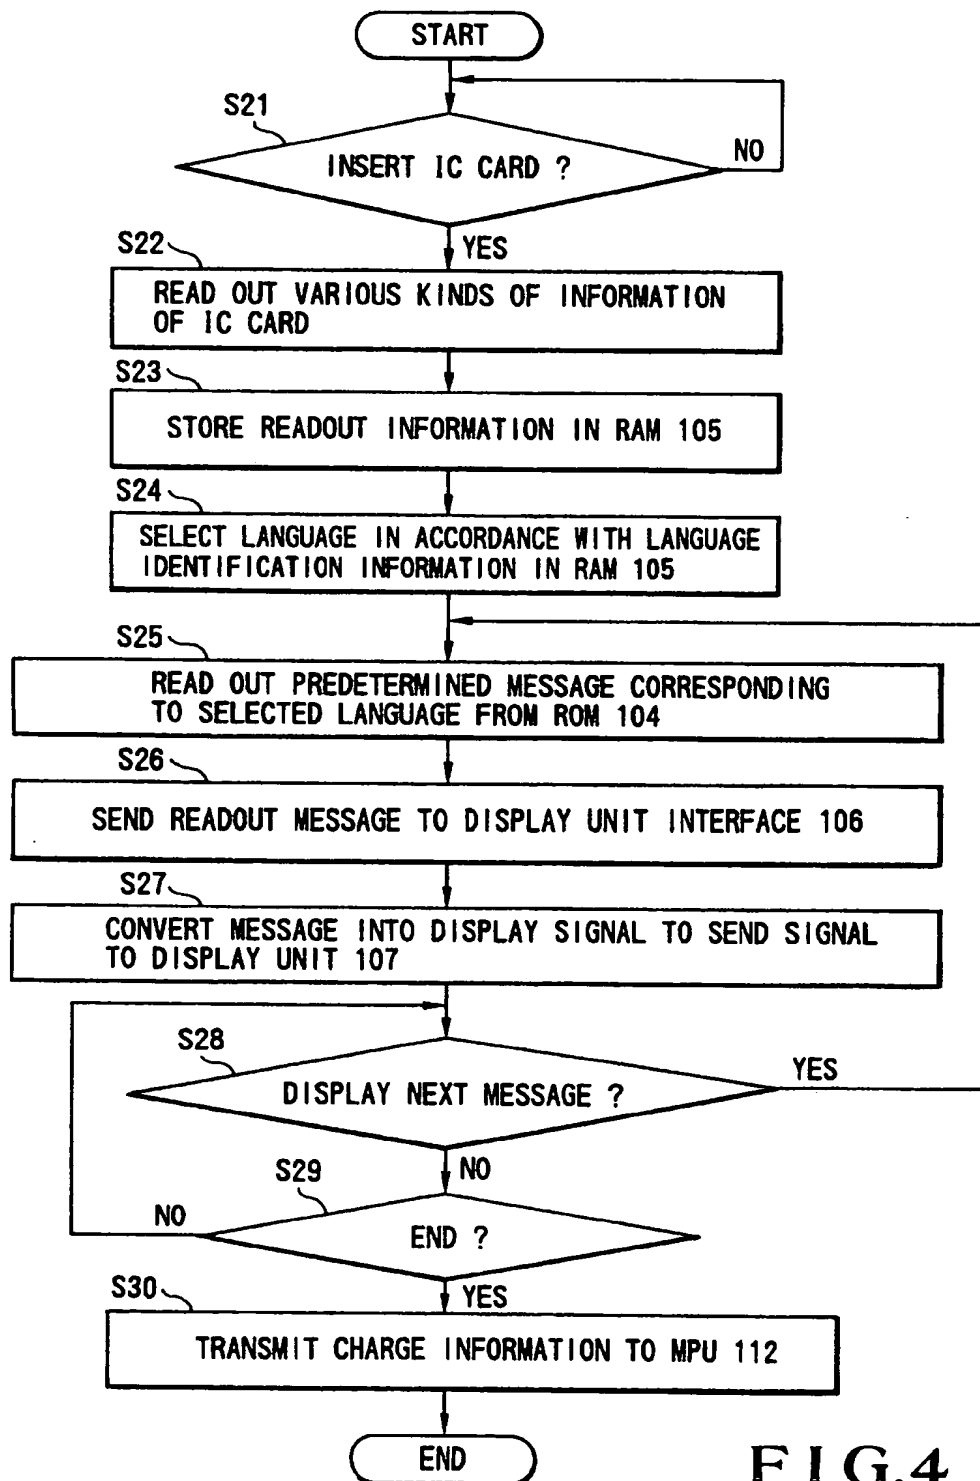 START
S21
INSERT IC CARD ?
NO
YES
S22
READ OUT VARIOUS KINDS OF INFORMATION
OF IC CARD
S23
STORE READOUT INFORMATION IN RAM 105
S24
SELECT LANGUAGE IN ACCORDANCE WITH LANGUAGE
IDENTIFICATION INFORMATION IN RAM 105
S25
READ OUT PREDETERMINED MESSAGE CORRESPONDING
TO SELECTED LANGUAGE FROM ROM 104
S26
SEND READOUT MESSAGE TO DISPLAY UNIT INTERFACE 106
S27
CONVERT MESSAGE INTO DISPLAY SIGNAL TO SEND SIGNAL
TO DISPLAY UNIT 107
S28
DISPLAY NEXT MESSAGE ?
YES
NO
S29
NO
END ?
YES
S30
TRANSMIT CHARGE INFORMATION TO MPU 112
END
FIG.4